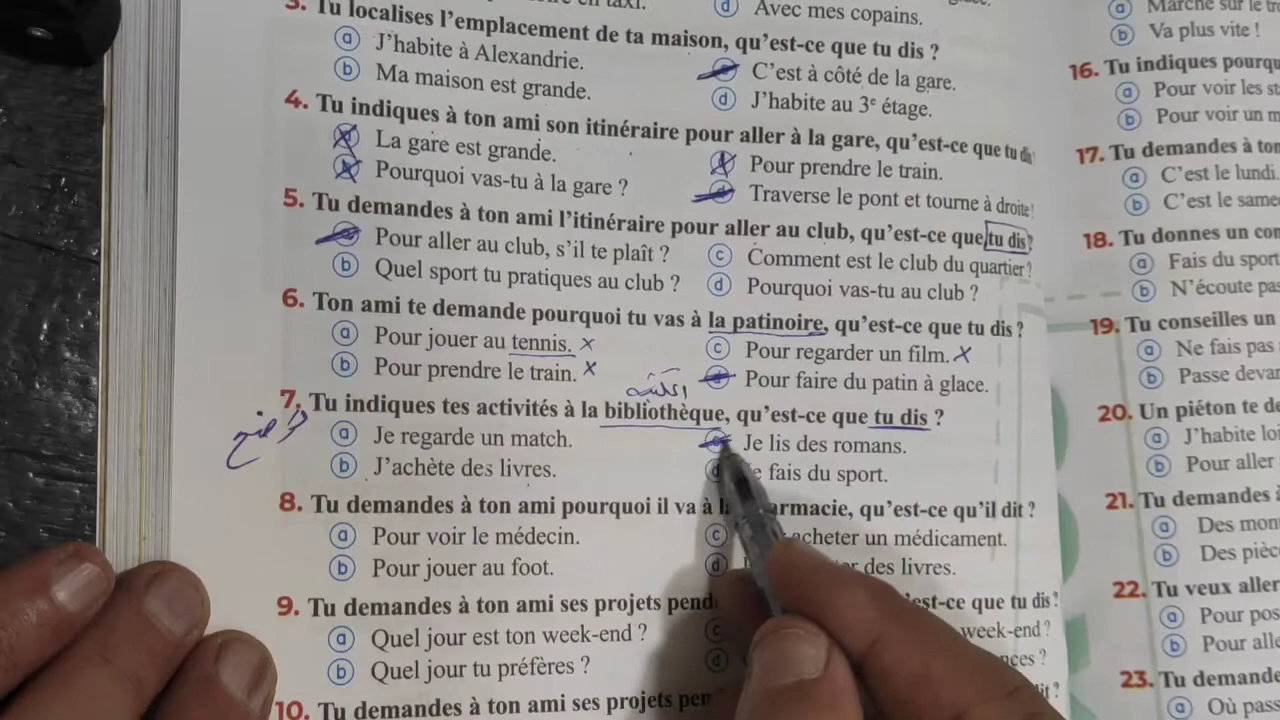 en taxi.
ⓓ Avec mes copains.
3. Tu localises l'emplacement de ta maison, qu'est-ce que tu dis ?
ⓐ J'habite à Alexandrie.
C'est à côté de la gare.
ⓑ Ma maison est grande.
ⓓ J'habite au 3ᵉ étage.
4. Tu indiques à ton ami son itinéraire pour aller à la gare, qu'est-ce que tu dis
La gare est grande.
Pour prendre le train.
Pourquoi vas-tu à la gare ?
Traverse le pont et tourne à droite!
5. Tu demandes à ton ami l'itinéraire pour aller au club, qu'est-ce que tu dis?
Pour aller au club, s'il te plaît ?
ⓒ Comment est le club du quartier?
ⓑ Quel sport tu pratiques au club ?
ⓓ Pourquoi vas-tu au club ?
6. Ton ami te demande pourquoi tu vas à la patinoire, qu'est-ce que tu dis ?
ⓐ Pour jouer au tennis. ×
ⓒ Pour regarder un film. ×
ⓑ Pour prendre le train. ×
Pour faire du patin à glace.
7. Tu indiques tes activités à la bibliothèque, qu'est-ce que tu dis ?
ⓐ Je regarde un match.
Je lis des romans.
ⓑ J'achète des livres.
fais du sport.
8. Tu demandes à ton ami pourquoi il va à armacie, qu'est-ce qu'il dit ?
ⓐ Pour voir le médecin.
ⓒ acheter un médicament.
ⓑ Pour jouer au foot.
ⓓ des livres.
9. Tu demandes à ton ami ses projets pend est-ce que tu dis?
ⓐ Quel jour est ton week-end ?
week-end?
ⓑ Quel jour tu préfères ?
nces ?
10. Tu demandes à ton ami ses projets pen
ⓐ Marche sur le tr
ⓑ Va plus vite !
16. Tu indiques pourqu
ⓐ Pour voir les st
ⓑ Pour voir un m
17. Tu demandes à ton
ⓐ C'est le lundi.
ⓑ C'est le same
18. Tu donnes un con
ⓐ Fais du sport
ⓑ N'écoute pas
19. Tu conseilles un
ⓐ Ne fais pas
ⓑ Passe devan
20. Un piéton te de
ⓐ J'habite loi
ⓑ Pour aller
21. Tu demandes
ⓐ Des mon
ⓑ Des pièc
22. Tu veux aller
ⓐ Pour pos
ⓑ Pour alle
23. Tu demande
ⓐ Où pass